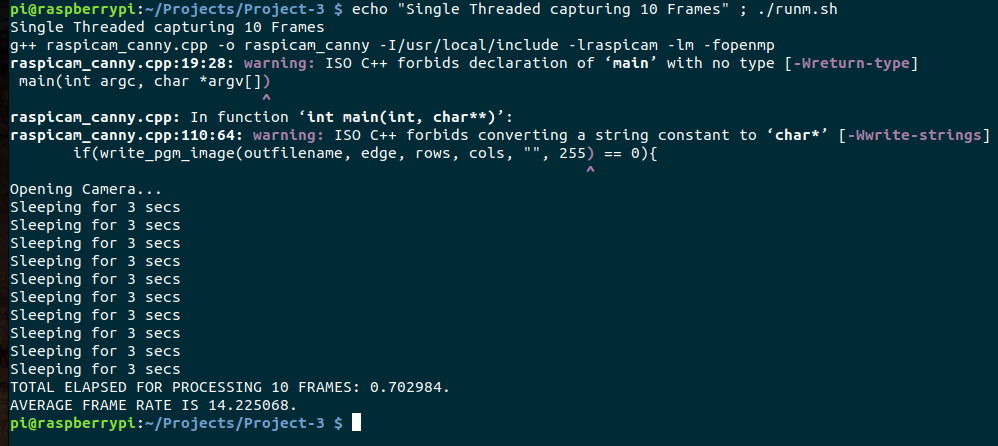 pi@raspberrypi:~/Projects/Project-3 $ echo "Single Threaded capturing 10 Frames" ; ./runm.sh
Single Threaded capturing 10 Frames
g++ raspicam_canny.cpp -o raspicam_canny -I/usr/local/include -lraspicam -lm -fopenmp
raspicam_canny.cpp:19:28: warning: ISO C++ forbids declaration of ‘main’ with no type [-Wreturn-type]
 main(int argc, char *argv[])
                            ^
raspicam_canny.cpp: In function ‘int main(int, char**)’:
raspicam_canny.cpp:110:64: warning: ISO C++ forbids converting a string constant to ‘char*’ [-Wwrite-strings]
       if(write_pgm_image(outfilename, edge, rows, cols, "", 255) == 0){
                                                                ^
Opening Camera...
Sleeping for 3 secs
Sleeping for 3 secs
Sleeping for 3 secs
Sleeping for 3 secs
Sleeping for 3 secs
Sleeping for 3 secs
Sleeping for 3 secs
Sleeping for 3 secs
Sleeping for 3 secs
Sleeping for 3 secs
TOTAL ELAPSED FOR PROCESSING 10 FRAMES: 0.702984.
AVERAGE FRAME RATE IS 14.225068.
pi@raspberrypi:~/Projects/Project-3 $